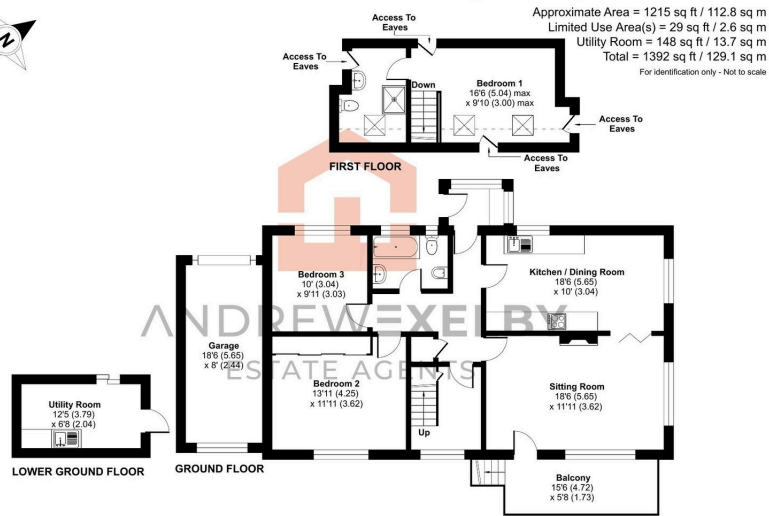 Approximate Area = 1215 sq ft / 112.8 sq m
Limited Use Area(s) = 29 sq ft / 2.6 sq m
Utility Room = 148 sq ft / 13.7 sq m
Total = 1392 sq ft / 129.1 sq m
For identification only - Not to scale
N
Access To
Eaves
Access To
Eaves
Down
Bedroom 1
16'6 (5.04) max
x 9'10 (3.00) max
Access To
Eaves
Access To
Eaves
FIRST FLOOR
Bedroom 3
10' (3.04)
x 9'11 (3.03)
Kitchen / Dining Room
18'6 (5.65)
x 10' (3.04)
ANDREW EXELBY
ESTATE AGENTS
Garage
18'6 (5.65)
x 8' (2.44)
Bedroom 2
13'11 (4.25)
x 11'11 (3.62)
Sitting Room
18'6 (5.65)
x 11'11 (3.62)
Up
Utility Room
12'5 (3.79)
x 6'8 (2.04)
LOWER GROUND FLOOR
GROUND FLOOR
Balcony
15'6 (4.72)
x 5'8 (1.73)